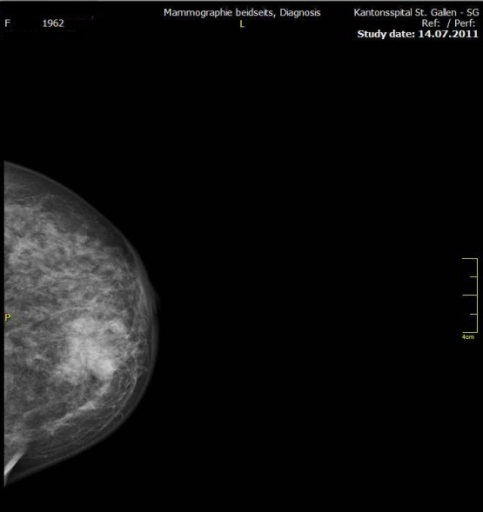 Mammographie beidseits, Diagnosis
Kantonsspital St. Gallen - SG
F 1962
L
Ref: / Perf:
Study date: 14.07.2011
P
4cm